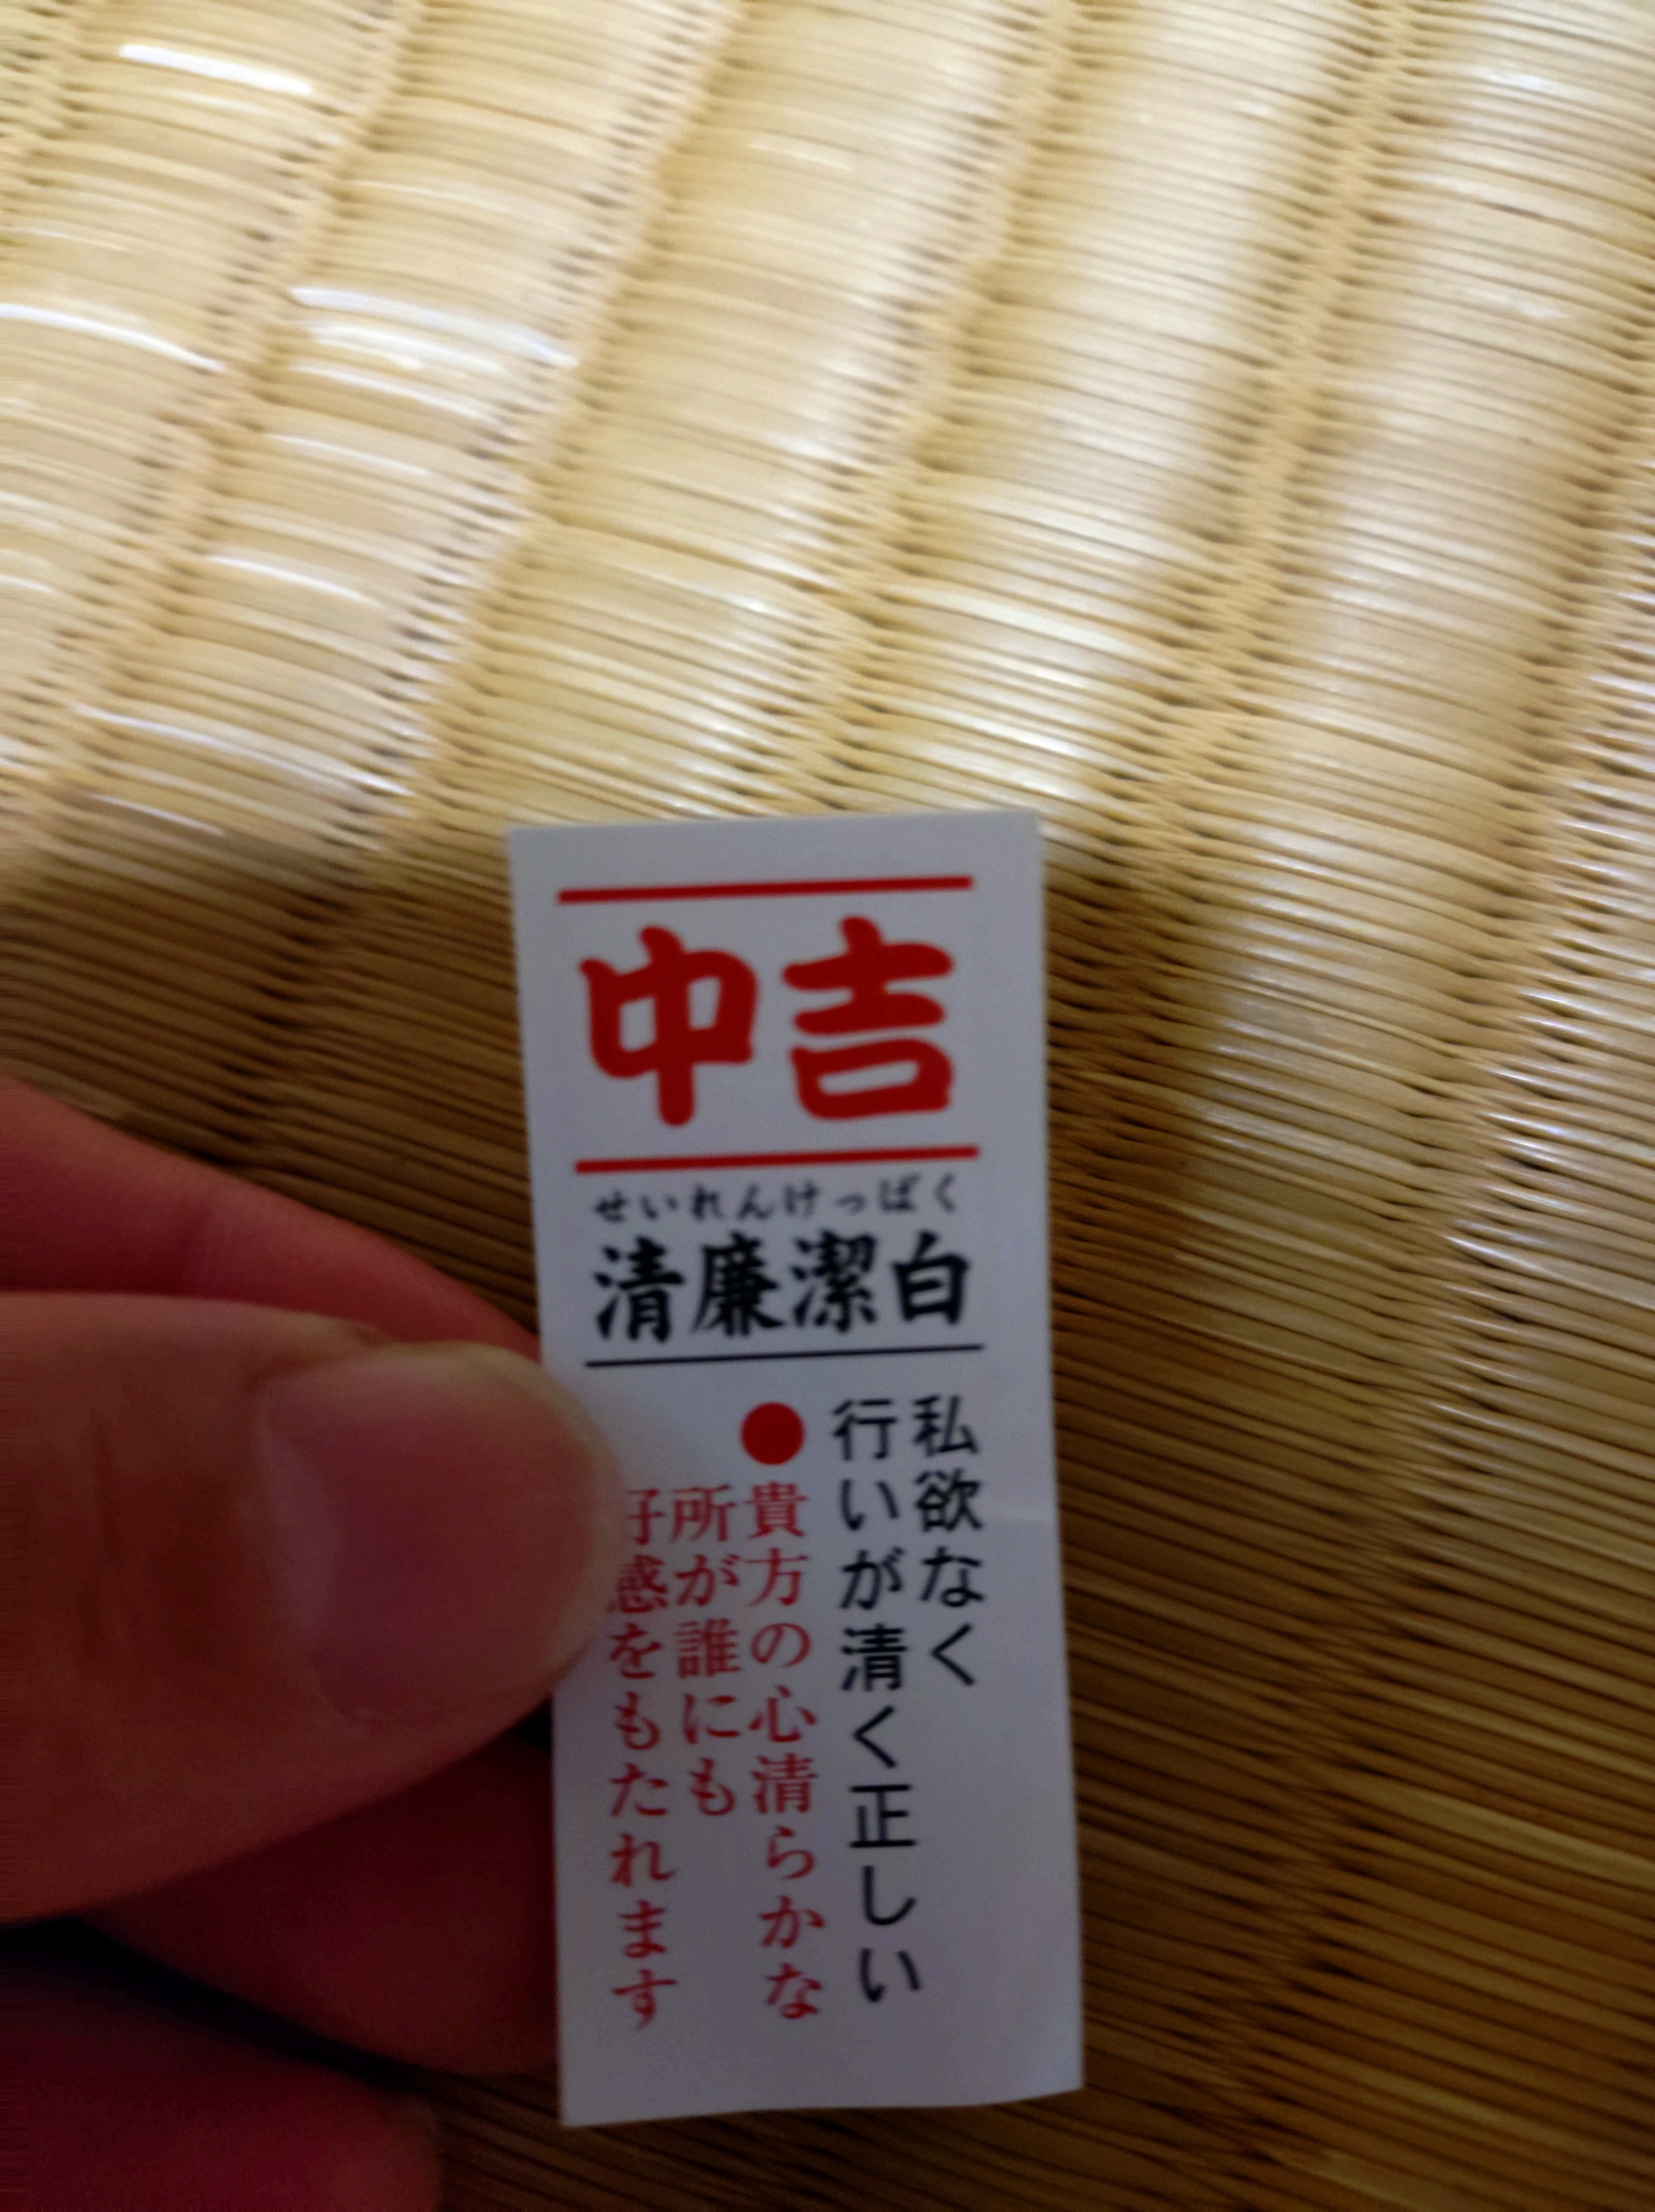 中吉
せいれんけっぱく
清廉潔白
私欲なく
行いが清く正しい
●貴方の心清らかな
所が誰にも
好感をもたれます